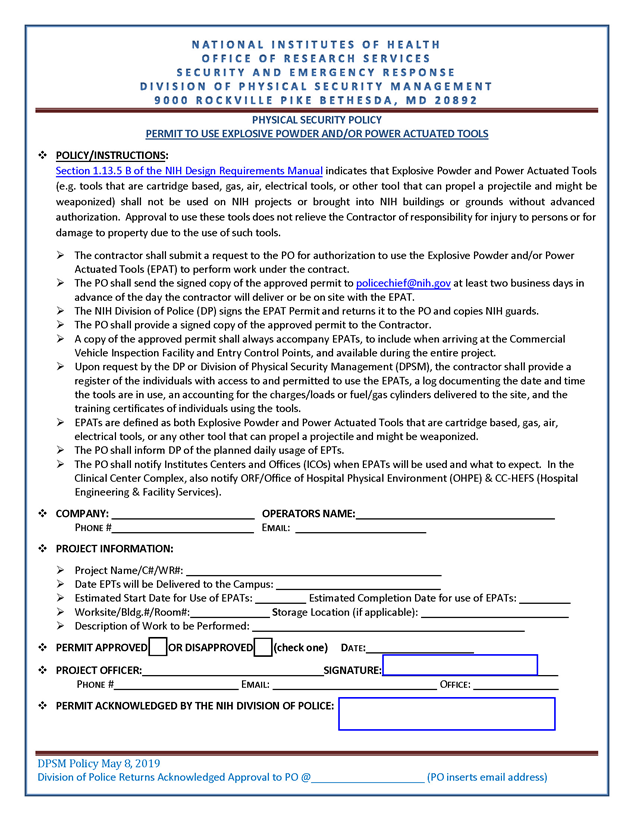 NATIONAL INSTITUTES OF HEALTH
OFFICE OF RESEARCH SERVICES
SECURITY AND EMERGENCY RESPONSE
DIVISION OF PHYSICAL SECURITY MANAGEMENT
9000 ROCKVILLE PIKE BETHESDA, MD 20892
PHYSICAL SECURITY POLICY
PERMIT TO USE EXPLOSIVE POWDER AND/OR POWER ACTUATED TOOLS
❖ POLICY/INSTRUCTIONS:
Section 1.13.5 B of the NIH Design Requirements Manual indicates that Explosive Powder and Power Actuated Tools
(e.g. tools that are cartridge based, gas, air, electrical tools, or other tool that can propel a projectile and might be
weaponized) shall not be used on NIH projects or brought into NIH buildings or grounds without advanced
authorization. Approval to use these tools does not relieve the Contractor of responsibility for injury to persons or for
damage to property due to the use of such tools.
➢ The contractor shall submit a request to the PO for authorization to use the Explosive Powder and/or Power
Actuated Tools (EPAT) to perform work under the contract.
➢ The PO shall send the signed copy of the approved permit to policechief@nih.gov at least two business days in
advance of the day the contractor will deliver or be on site with the EPAT.
➢ The NIH Division of Police (DP) signs the EPAT Permit and returns it to the PO and copies NIH guards.
➢ The PO shall provide a signed copy of the approved permit to the Contractor.
➢ A copy of the approved permit shall always accompany EPATs, to include when arriving at the Commercial
Vehicle Inspection Facility and Entry Control Points, and available during the entire project.
➢ Upon request by the DP or Division of Physical Security Management (DPSM), the contractor shall provide a
register of the individuals with access to and permitted to use the EPATs, a log documenting the date and time
the tools are in use, an accounting for the charges/loads or fuel/gas cylinders delivered to the site, and the
training certificates of individuals using the tools.
➢ EPATs are defined as both Explosive Powder and Power Actuated Tools that are cartridge based, gas, air,
electrical tools, or any other tool that can propel a projectile and might be weaponized.
➢ The PO shall inform DP of the planned daily usage of EPTs.
➢ The PO shall notify Institutes Centers and Offices (ICOs) when EPATs will be used and what to expect. In the
Clinical Center Complex, also notify ORF/Office of Hospital Physical Environment (OHPE) & CC-HEFS (Hospital
Engineering & Facility Services).
❖ COMPANY: ____________ OPERATORS NAME: ____________
PHONE # ____________ EMAIL: ____________
❖ PROJECT INFORMATION:
➢ Project Name/C#/WR#: ____________
➢ Date EPTs will be Delivered to the Campus: ____________
➢ Estimated Start Date for Use of EPATs: ________ Estimated Completion Date for use of EPATs: ________
➢ Worksite/Bldg.#/Room#: ____________ Storage Location (if applicable): ____________
➢ Description of Work to be Performed: ____________
❖ PERMIT APPROVED OR DISAPPROVED (check one) DATE: ____________
❖ PROJECT OFFICER: ____________ SIGNATURE: ____________
PHONE # ____________ EMAIL: ____________ OFFICE: ____________
❖ PERMIT ACKNOWLEDGED BY THE NIH DIVISION OF POLICE:
DPSM Policy May 8, 2019
Division of Police Returns Acknowledged Approval to PO @ ____________ (PO inserts email address)